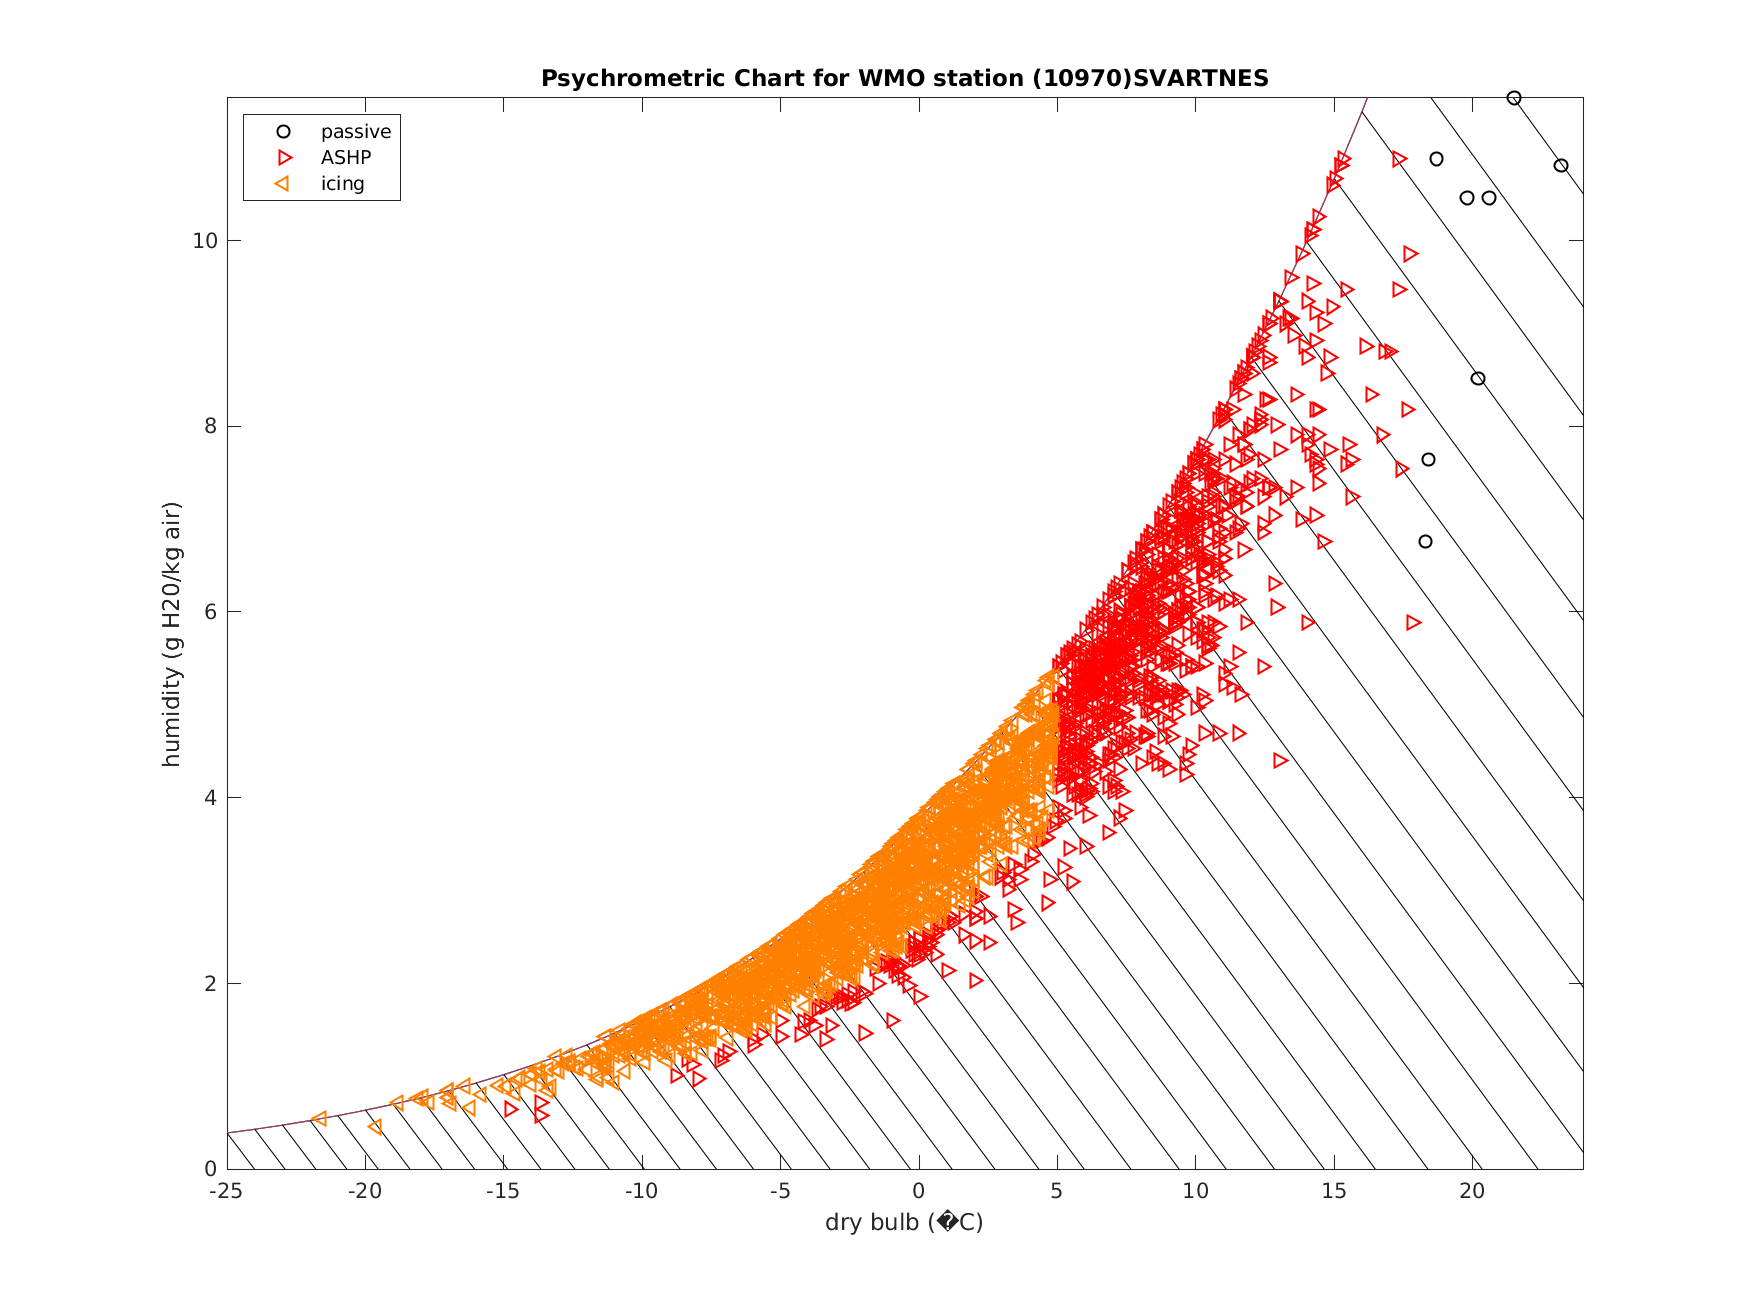 Psychrometric Chart for WMO station (10970)SVARTNES
passive
ASHP
icing
humidity (g H20/kg air)
10
8
6
4
2
0
-25 -20 -15 -10 -5 0 5 10 15 20
dry bulb (�C)